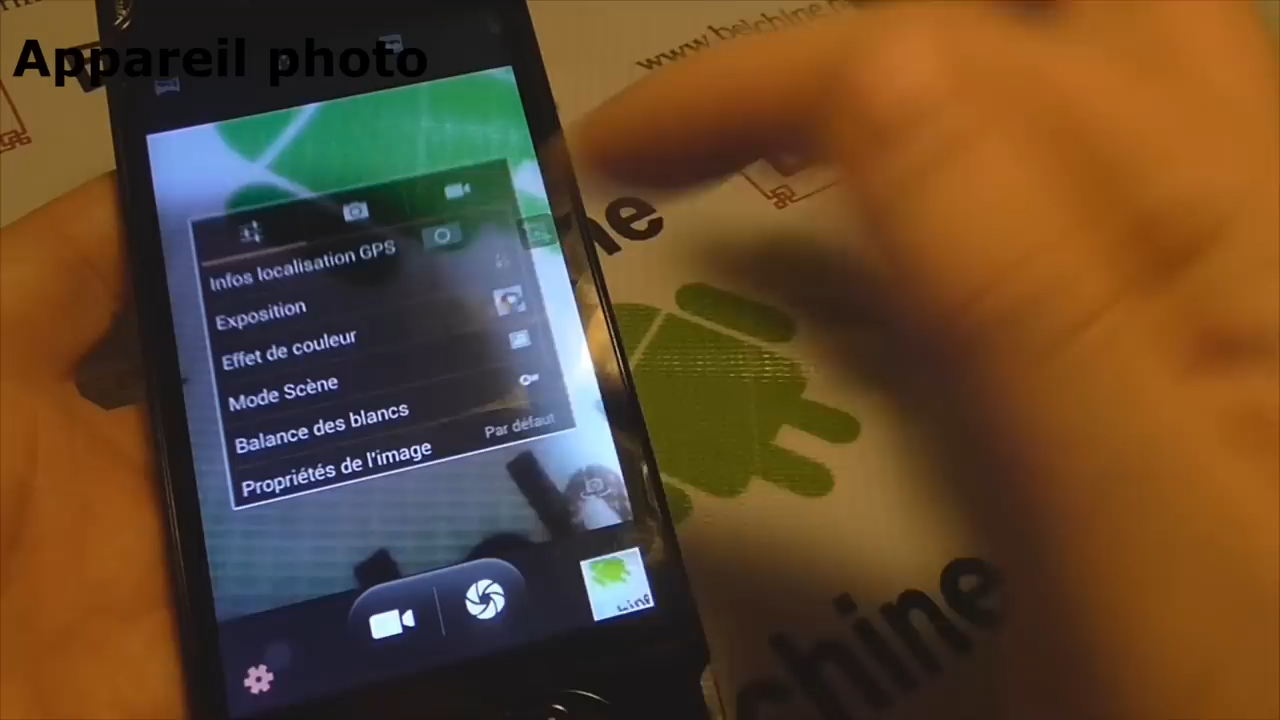 Appareil photo
www.belchine.
ne
Infos localisation GPS
Exposition
Effet de couleur
Mode Scène
Balance des blancs
Propriétés de l'image
Par défaut
chine